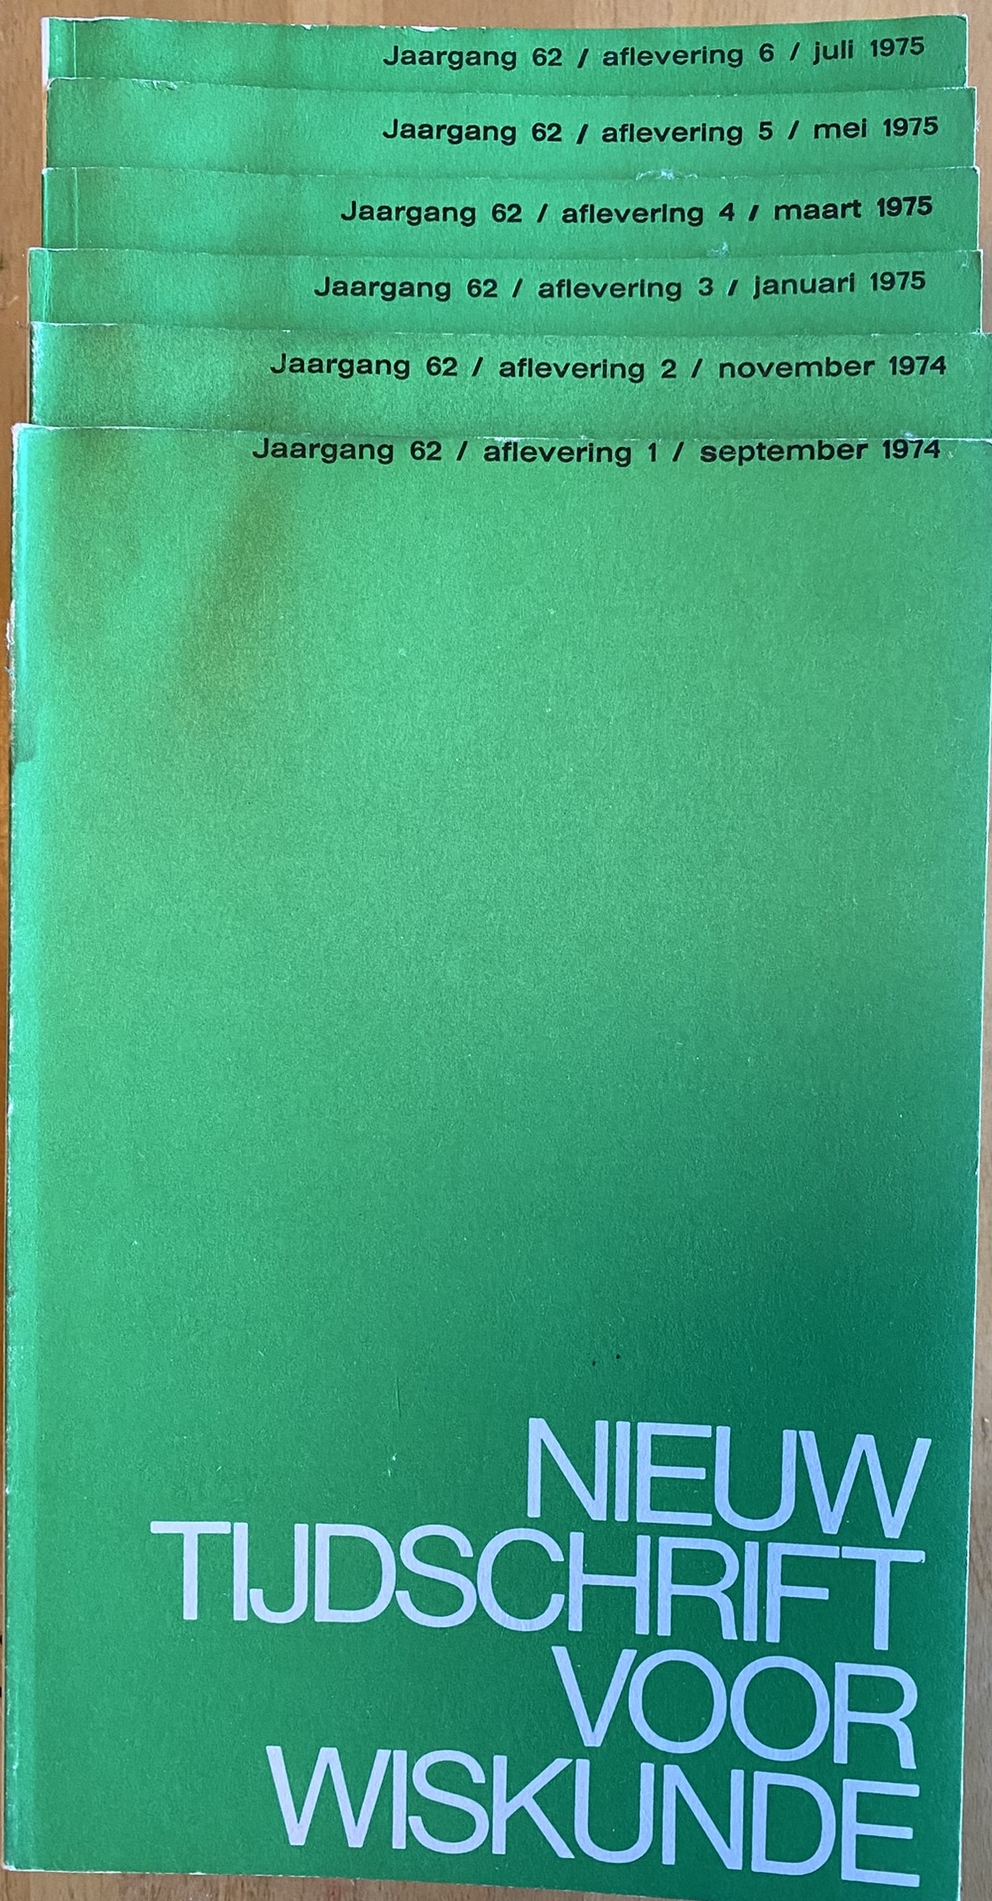 Jaargang 62 / aflevering 6 / juli 1975
Jaargang 62 / aflevering 5 / mei 1975
Jaargang 62 / aflevering 4 / maart 1975
Jaargang 62 / aflevering 3 / januari 1975
Jaargang 62 / aflevering 2 / november 1974
Jaargang 62 / aflevering 1 / september 1974
NIEUW
TIJDSCHRIFT
VOOR
WISKUNDE